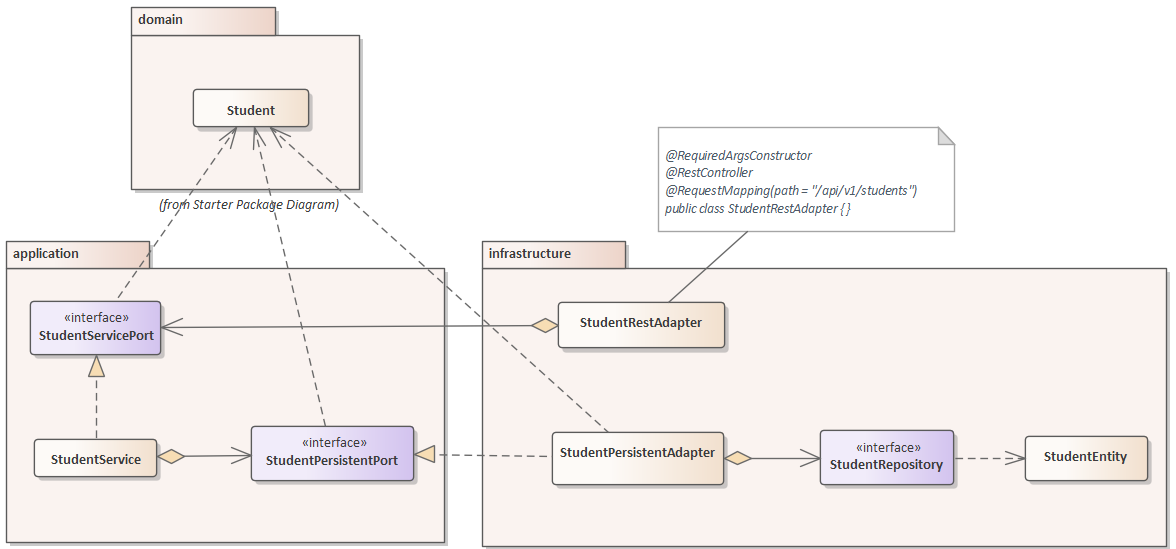 domain
Student
(from Starter Package Diagram)
@RequiredArgsConstructor
@RestController
@RequestMapping(path = "/api/v1/students")
public class StudentRestAdapter { }
application
infrastructure
«interface»
StudentServicePort
StudentRestAdapter
StudentService
«interface»
StudentPersistentPort
StudentPersistentAdapter
«interface»
StudentRepository
StudentEntity